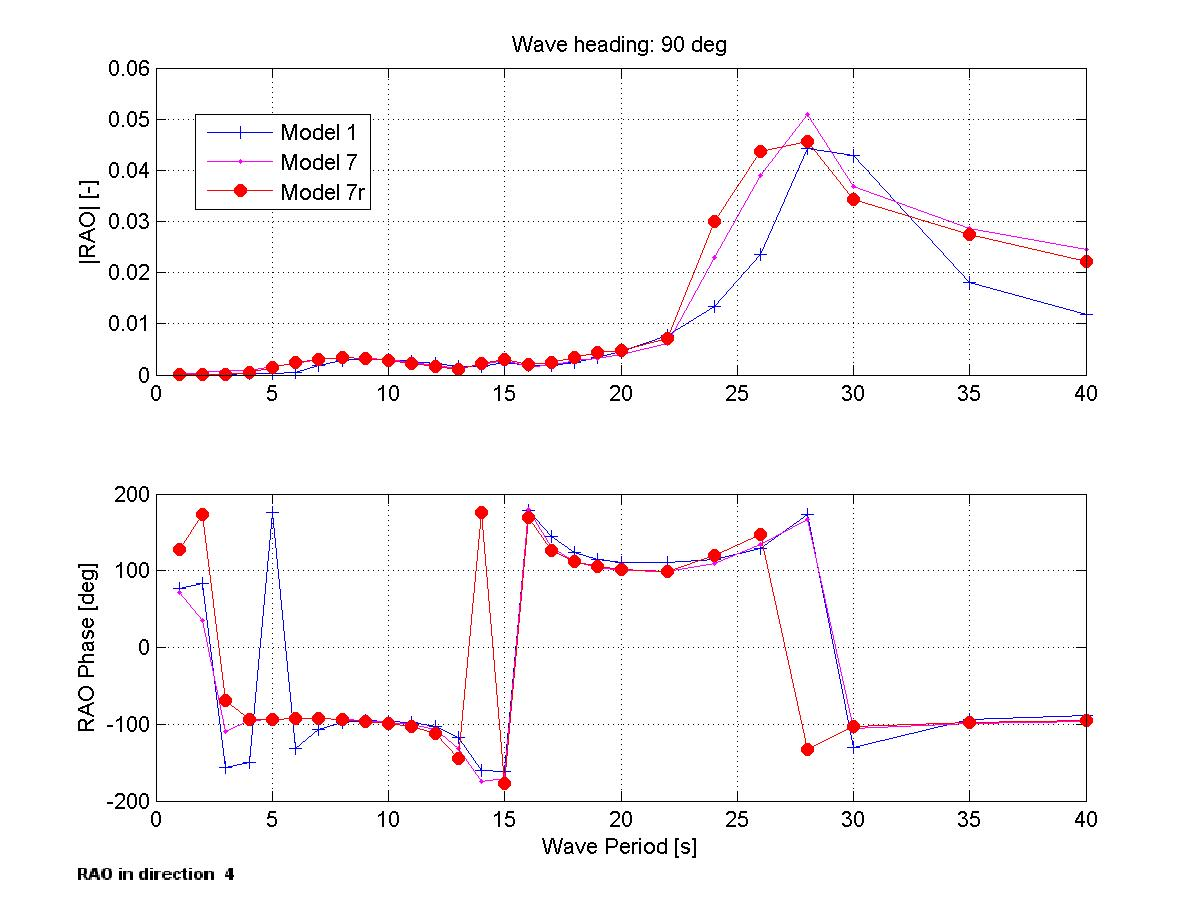 Wave heading: 90 deg
0.06
0.05
0.04
0.03
0.02
0.01
0
|RAO| [-]
Model 1
Model 7
Model 7r
0 5 10 15 20 25 30 35 40
200
100
0
-100
-200
RAO Phase [deg]
0 5 10 15 20 25 30 35 40
Wave Period [s]
RAO in direction 4